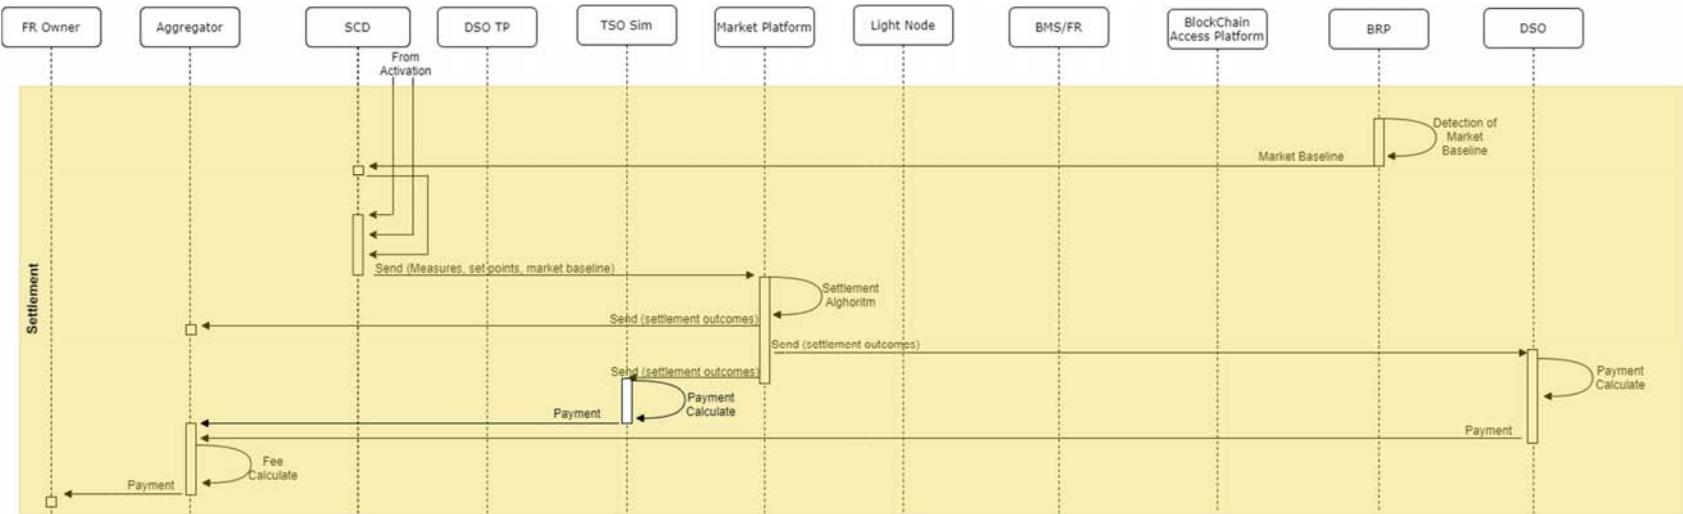 FR Owner
Aggregator
SCD
DSO TP
TSO Sim
Market Platform
Light Node
BMS/FR
BlockChain
Access Platform
BRP
DSO
From
Activation
Detection of
Market
Baseline
Market Baseline
Settlement
Send (Measures, set-points, market baseline)
Settlement
Alghoritm
Send (settlement outcomes)
Send (settlement outcomes)
Send (settlement outcomes)
Payment
Calculate
Payment
Calculate
Payment
Payment
Fee
Calculate
Payment